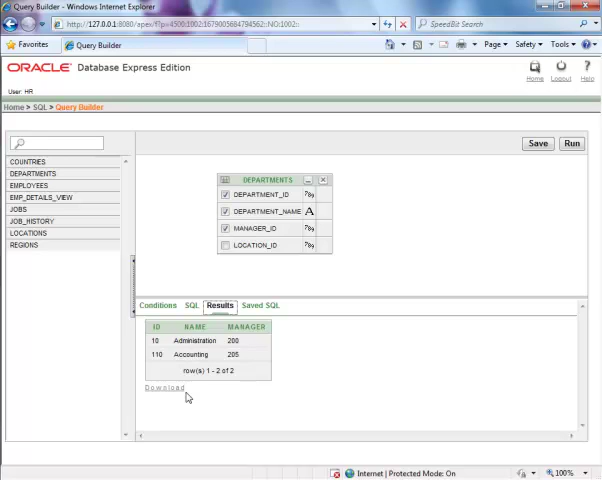 Query Builder - Windows Internet Explorer
http://127.0.0.1:8080/apex/f?p=4500:1002:1679005684794562::NO:1002::
SpeedBit Search
Favorites
Query Builder
Page
Safety
Tools
ORACLE Database Express Edition
Home
Logout
Help
User: HR
Home > SQL > Query Builder
Save
Run
COUNTRIES
DEPARTMENTS
EMPLOYEES
EMP_DETAILS_VIEW
JOBS
JOB_HISTORY
LOCATIONS
REGIONS
DEPARTMENTS
DEPARTMENT_ID 789
DEPARTMENT_NAME A
MANAGER_ID 789
LOCATION_ID 789
Conditions SQL Results Saved SQL
ID NAME MANAGER
10 Administration 200
110 Accounting 205
row(s) 1 - 2 of 2
Download
Internet | Protected Mode: On
100%